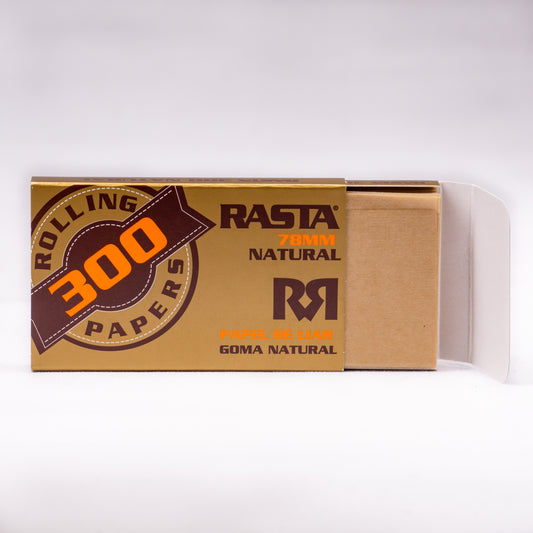 ROLLING
300
PAPERS
RASTA®
78MM
NATURAL
RR
PAPEL DE LIAR
GOMA NATURAL